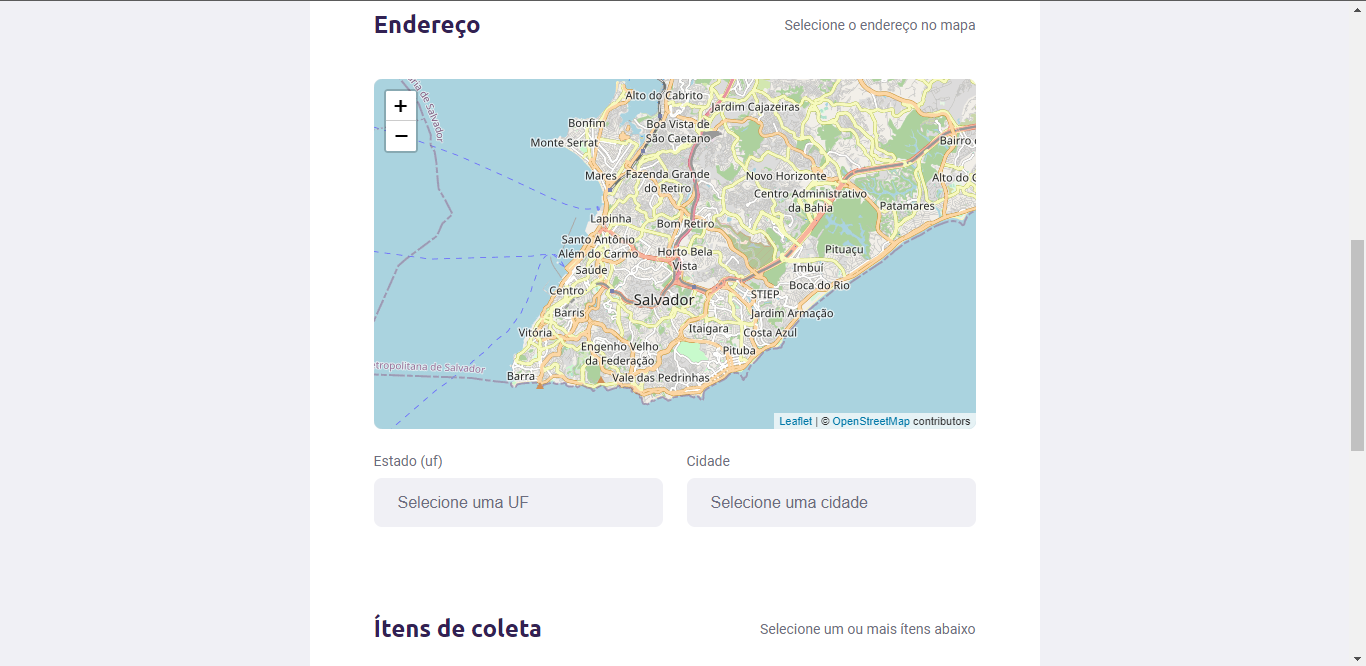 Endereço
Selecione o endereço no mapa
+
−
ria de Salvador
Alto do Cabrito
Jardim Cajazeiras
Bonfim
Boa Vista de
São Caetano
Monte Serrat
Bairro
Mares
Fazenda Grande
do Retiro
Novo Horizonte
Alto do C
Centro Administrativo
da Bahia
Patamares
Lapinha
Bom Retiro
Santo Antônio
Além do Carmo
Horto Bela
Vista
Pituaçu
Saúde
Imbuí
Centro
Salvador
STIEP
Boca do Rio
Barris
Jardim Armação
Vitória
Itaigara
Costa Azul
Engenho Velho
da Federação
Pituba
etropolitana de Salvador
Barra
Vale das Pedrinhas
Leaflet | © OpenStreetMap contributors
Estado (uf)
Cidade
Selecione uma UF
Selecione uma cidade
Ítens de coleta
Selecione um ou mais ítens abaixo